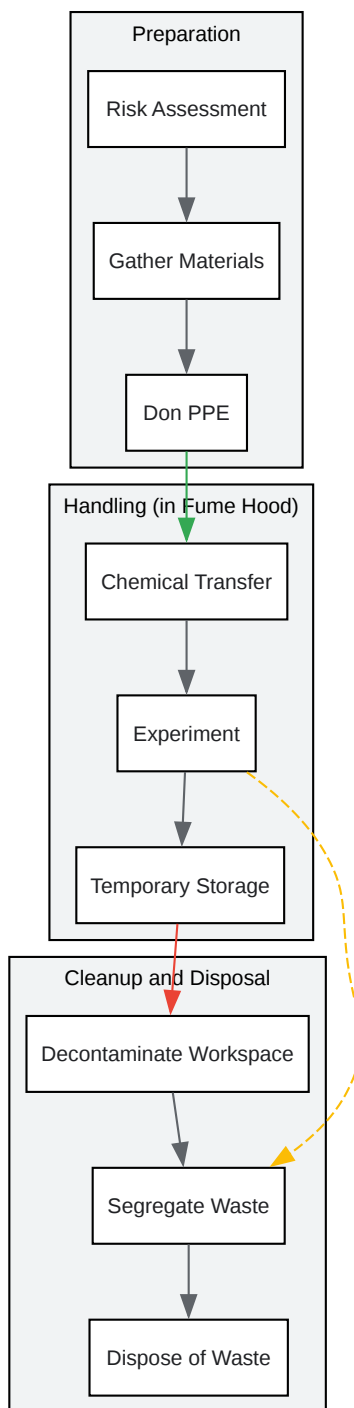 Preparation
Risk Assessment
Gather Materials
Don PPE
Handling (in Fume Hood)
Chemical Transfer
Experiment
Temporary Storage
Cleanup and Disposal
Decontaminate Workspace
Segregate Waste
Dispose of Waste